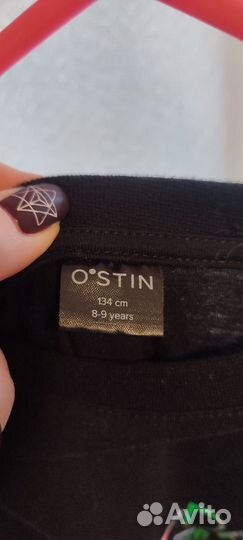 O'STIN
134 cm
8-9 years
Avito